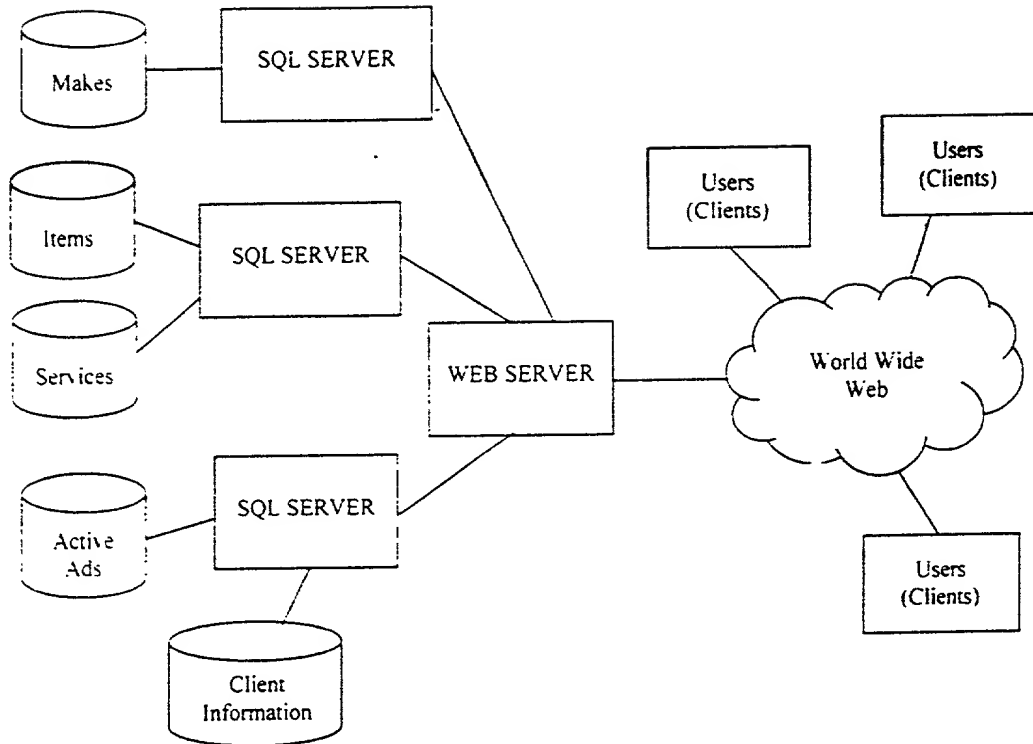 Makes
SQL SERVER
Users
(Clients)
Users
(Clients)
Items
SQL SERVER
Services
WEB SERVER
World Wide
Web
Active
Ads
SQL SERVER
Users
(Clients)
Client
Information